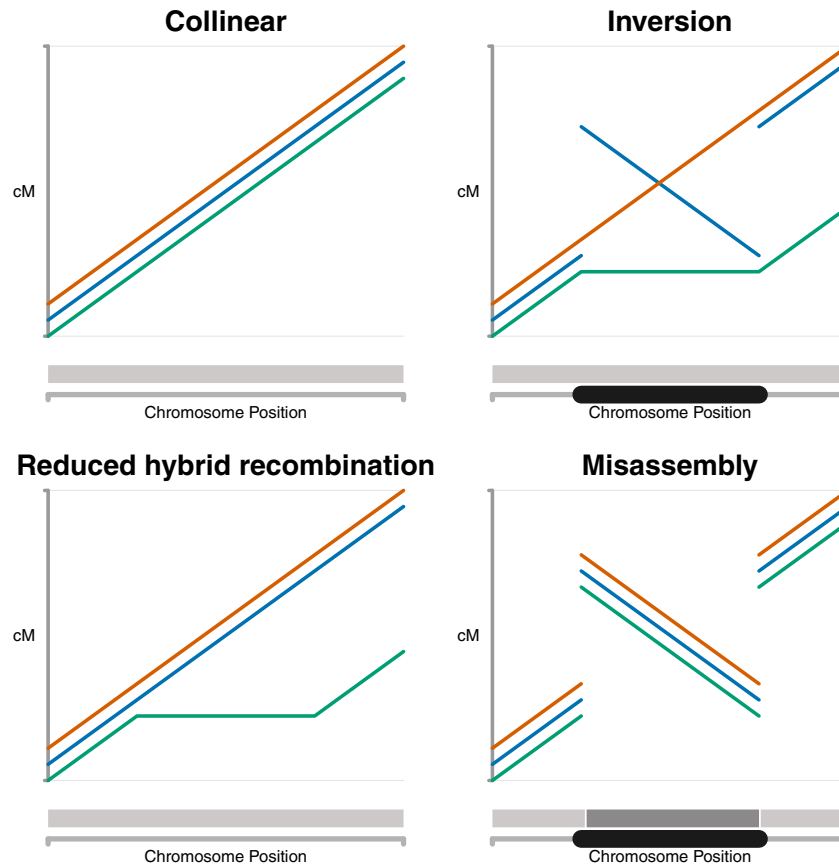 Collinear
Inversion
cM
cM
Chromosome Position
Chromosome Position
Reduced hybrid recombination
Misassembly
cM
cM
Chromosome Position
Chromosome Position